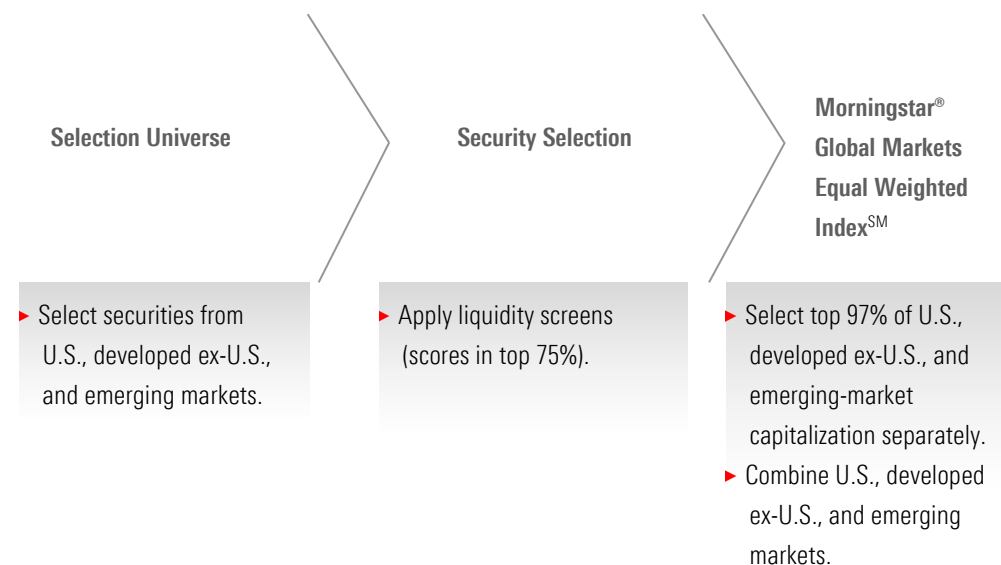 Selection Universe
Security Selection
Morningstar®
Global Markets
Equal Weighted
Index℠
▶ Select securities from
U.S., developed ex-U.S.,
and emerging markets.
▶ Apply liquidity screens
(scores in top 75%).
▶ Select top 97% of U.S.,
developed ex-U.S., and
emerging-market
capitalization separately.
▶ Combine U.S., developed
ex-U.S., and emerging
markets.